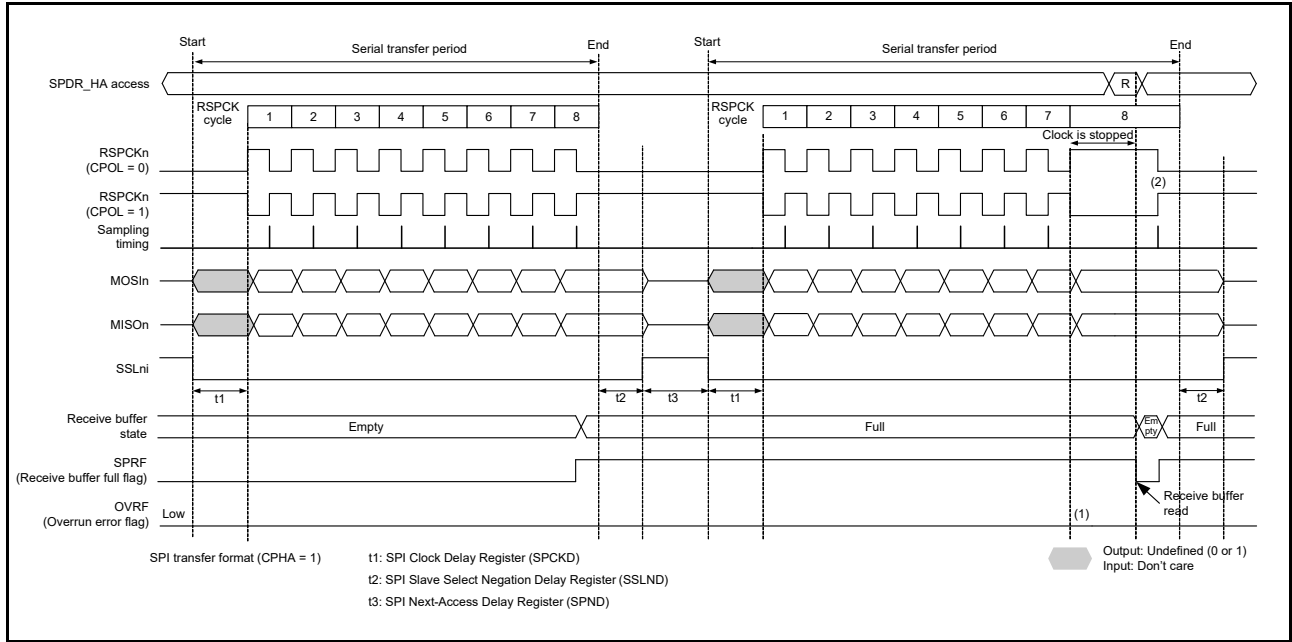 Start Serial transfer period End Start Serial transfer period End
SPDR_HA access R
RSPCK cycle 1 2 3 4 5 6 7 8 RSPCK cycle 1 2 3 4 5 6 7 8
Clock is stopped
RSPCKn
(CPOL = 0)
(2)
RSPCKn
(CPOL = 1)
Sampling
timing
MOSIn
MISOn
SSLni
t1 t2 t3 t1 t2
Receive buffer
state
Empty Full Em
pty Full
SPRF
(Receive buffer full flag)
Receive buffer
read
OVRF
(Overrun error flag)
Low (1)
SPI transfer format (CPHA = 1)
t1: SPI Clock Delay Register (SPCKD)
t2: SPI Slave Select Negation Delay Register (SSLND)
t3: SPI Next-Access Delay Register (SPND)
Output: Undefined (0 or 1)
Input: Don't care